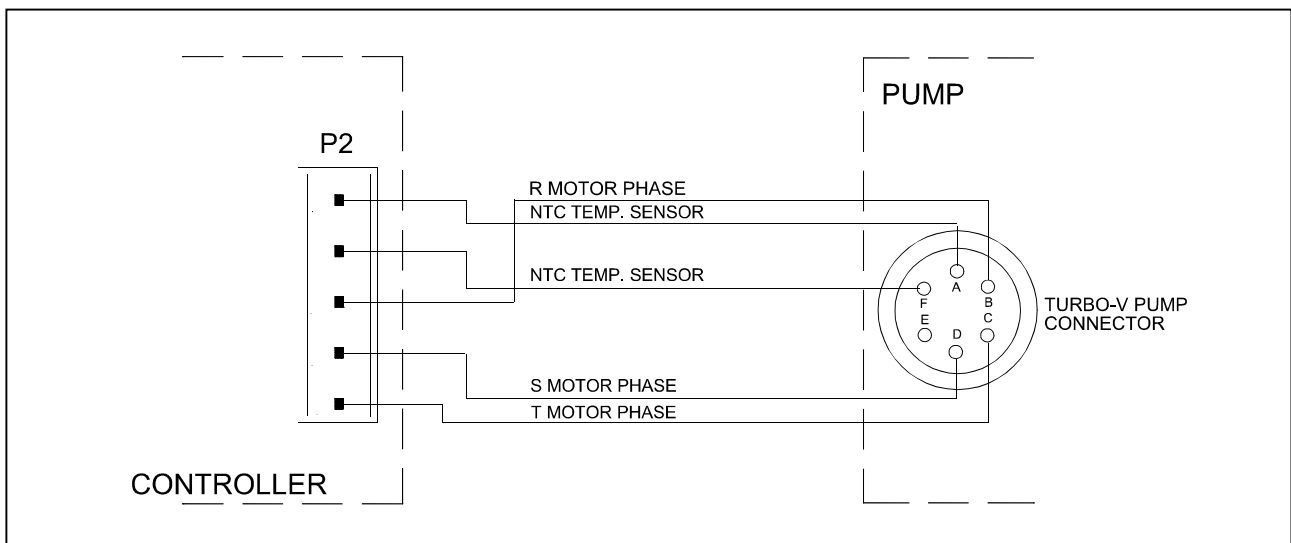 PUMP
P2
R MOTOR PHASE
NTC TEMP. SENSOR
NTC TEMP. SENSOR
A
F
B
TURBO-V PUMP
E
C
CONNECTOR
D
S MOTOR PHASE
T MOTOR PHASE
CONTROLLER